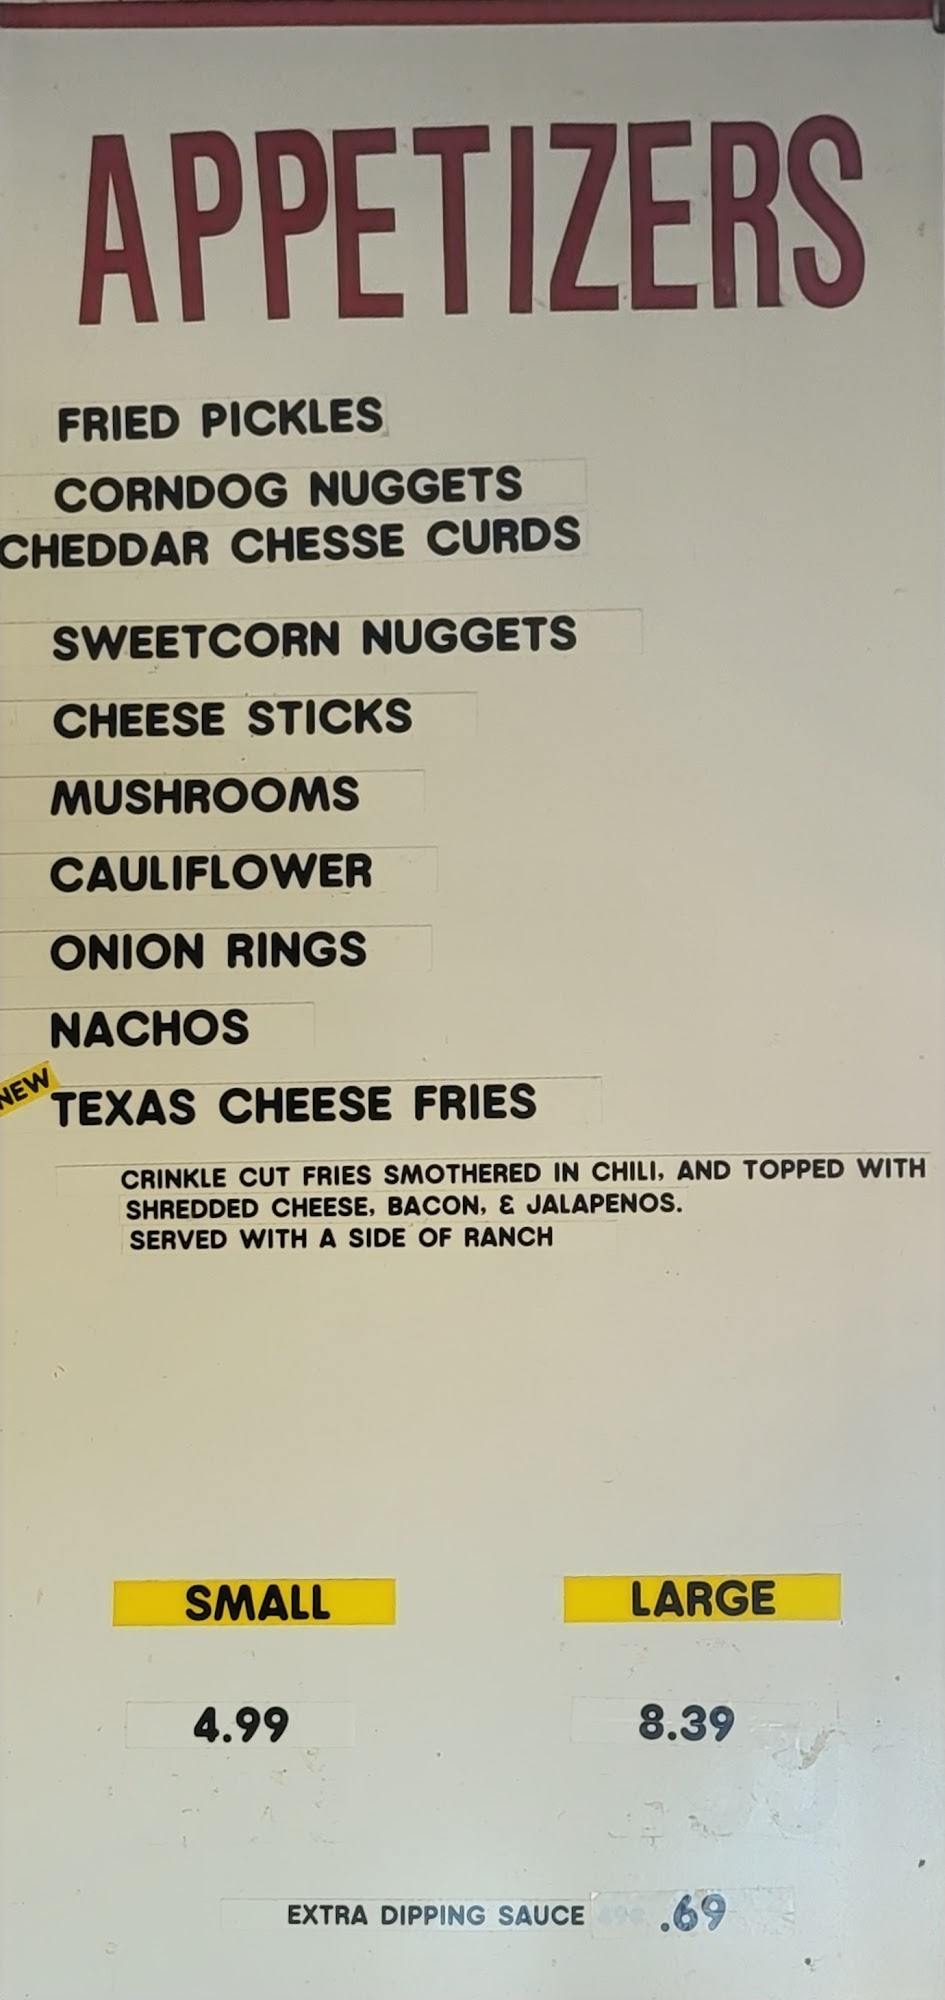 APPETIZERS
FRIED PICKLES
CORNDOG NUGGETS
CHEDDAR CHESSE CURDS
SWEETCORN NUGGETS
CHEESE STICKS
MUSHROOMS
CAULIFLOWER
ONION RINGS
NACHOS
NEW
TEXAS CHEESE FRIES
CRINKLE CUT FRIES SMOTHERED IN CHILI, AND TOPPED WITH
SHREDDED CHEESE, BACON, & JALAPENOS.
SERVED WITH A SIDE OF RANCH
SMALL LARGE
4.99 8.39
EXTRA DIPPING SAUCE .69